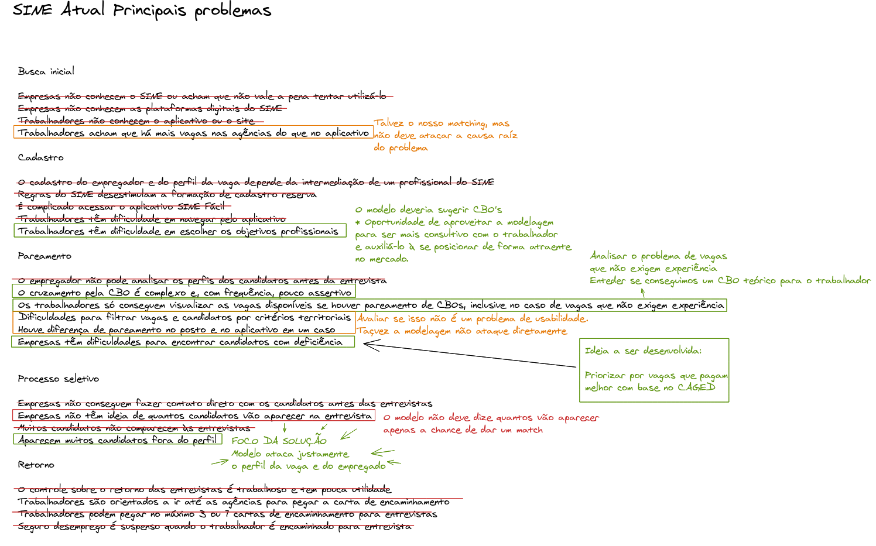 SINE Atual Principais problemas
Busca inicial
Empresas não conhecem o SINE ou acham que não vale a pena tentar utilizá-lo
Empresas não conhecem as plataformas digitais do SINE
Trabalhadores não conhecem o aplicativo ou o site
Trabalhadores acham que há mais vagas nas agências do que no aplicativo
Talvez o nosso matching, mas
não deve atacar a causa raíz
do problema
Cadastro
O cadastro do empregador e do perfil da vaga depende da intermediação de um profissional do SINE
Regras do SINE desestimulam a formação de cadastro reserva
É complicado acessar o aplicativo SINE Fácil
Trabalhadores têm dificuldade em navegar pelo aplicativo
Trabalhadores têm dificuldade em escolher os objetivos profissionais
O modelo deveria sugerir CBO's
* Oportunidade de aproveitar a modelagem
para ser mais consultivo com o trabalhador
e auxiliá-lo à se posicionar de forma atraente
no mercado.
Pareamento
O empregador não pode analisar os perfis dos candidatos antes da entrevista
O cruzamento pela CBO é complexo e, com frequência, pouco assertivo
Os trabalhadores só conseguem visualizar as vagas disponíveis se houver pareamento de CBOs, inclusive no caso de vagas que não exigem experiência
Dificuldades para filtrar vagas e candidatos por critérios territoriais
Houve diferença de pareamento no posto e no aplicativo em um caso
Empresas têm dificuldades para encontrar candidatos com deficiência
Analisar o problema de vagas
que não exigem experiência
Enteder se conseguimos um CBO teórico para o trabalhador
Avaliar se isso não é um problema de usabilidade.
Taçvez a modelagem não ataque diretamente
Ideia a ser desenvolvida:
Priorizar por vagas que pagam
melhor com base no CAGED
Processo seletivo
Empresas não conseguem fazer contato direto com os candidatos antes das entrevistas
Empresas não têm ideia de quantos candidatos vão aparecer na entrevista
Muitos candidatos não comparecem às entrevistas
Aparecem muitos candidatos fora do perfil
O modelo não deve dize quantos vão aparecer
apenas a chance de dar um match
FOCO DA SOLUÇÃO
Modelo ataca justamente
o perfil da vaga e do empregado
Retorno
O controle sobre o retorno das entrevistas é trabalhoso e tem pouca utilidade
Trabalhadores são orientados a ir até as agências para pegar a carta de encaminhamento
Trabalhadores podem pegar no máximo 3 ou 7 cartas de encaminhamento para entrevistas
Seguro desemprego é suspenso quando o trabalhador é encaminhado para entrevista